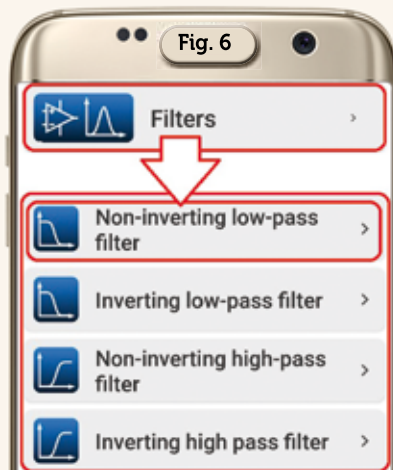 Fig. 6
Filters
Non-inverting low-pass
filter
Inverting low-pass filter
Non-inverting high-pass
filter
Inverting high pass filter